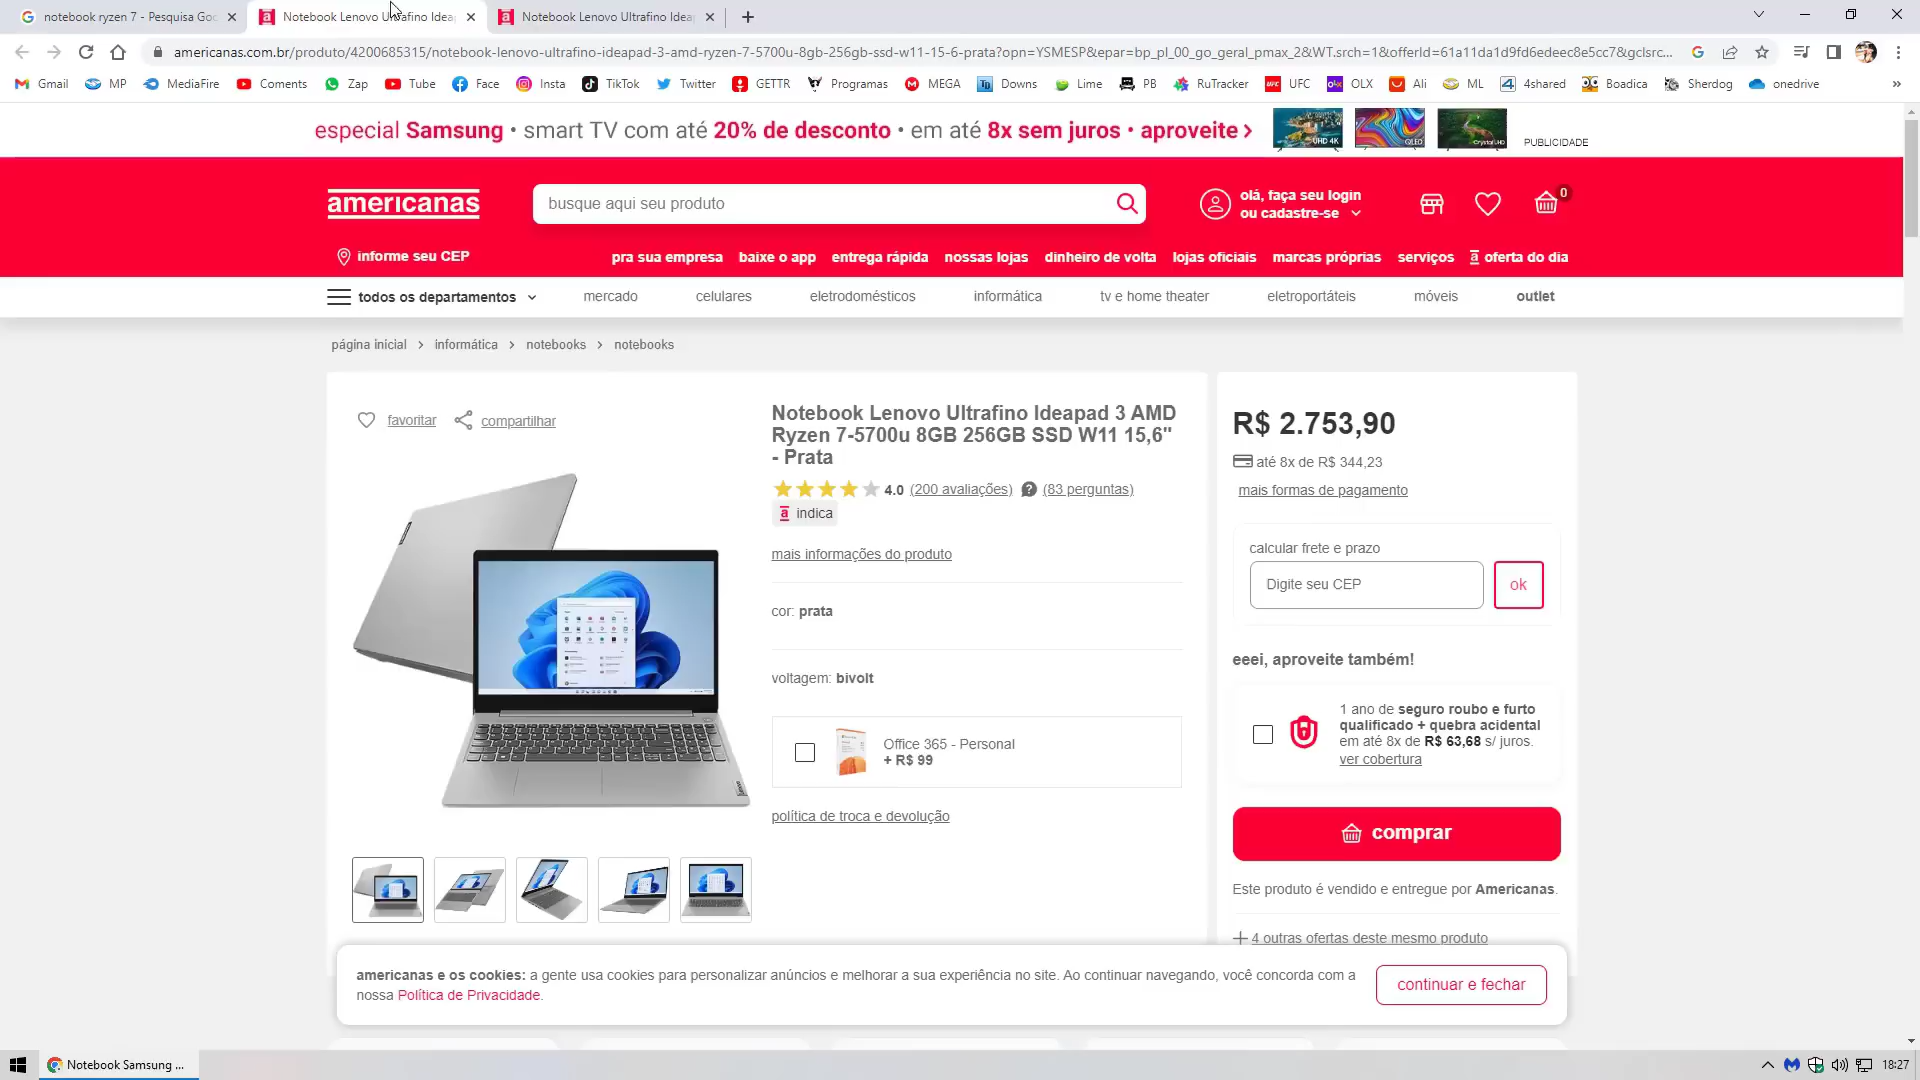 notebook ryzen 7 - Pesquisa Goo
Notebook Lenovo Ultrafino Ideap
Notebook Lenovo Ultrafino Ideap
americanas.com.br/produto/4200685315/notebook-lenovo-ultrafino-ideapad-3-amd-ryzen-7-5700u-8gb-256gb-ssd-w11-15-6-prata?opn=YSMESP&epar=bp_pl_00_go_geral_pmax_2&WT.srch=1&offerId=61a11da1d9fd6edeec8e5cc7&gclsrc...
Gmail MP MediaFire Coments Zap Tube Face Insta TikTok Twitter GETTR Programas MEGA Downs Lime PB RuTracker UFC OLX Ali ML 4shared Boadica Sherdog onedrive »
especial Samsung • smart TV com até 20% de desconto • em até 8x sem juros • aproveite ›
UHD 4K QLED Crystal UHD PUBLICIDADE
americanas
busque aqui seu produto
olá, faça seu login
ou cadastre-se
0
informe seu CEP
pra sua empresa baixe o app entrega rápida nossas lojas dinheiro de volta lojas oficiais marcas próprias serviços a oferta do dia
todos os departamentos
mercado celulares eletrodomésticos informática tv e home theater eletroportáteis móveis outlet
página inicial › informática › notebooks › notebooks
favoritar compartilhar
Notebook Lenovo Ultrafino Ideapad 3 AMD
Ryzen 7-5700u 8GB 256GB SSD W11 15,6"
- Prata
4.0 (200 avaliações) (83 perguntas)
a indica
mais informações do produto
cor: prata
voltagem: bivolt
Office 365 - Personal
+ R$ 99
política de troca e devolução
R$ 2.753,90
até 8x de R$ 344,23
mais formas de pagamento
calcular frete e prazo
Digite seu CEP
ok
eeei, aproveite também!
1 ano de seguro roubo e furto
qualificado + quebra acidental
em até 8x de R$ 63,68 s/ juros.
ver cobertura
comprar
Este produto é vendido e entregue por Americanas.
4 outras ofertas deste mesmo produto
americanas e os cookies: a gente usa cookies para personalizar anúncios e melhorar a sua experiência no site. Ao continuar navegando, você concorda com a
nossa Política de Privacidade.
continuar e fechar
Notebook Samsung ...
18:27